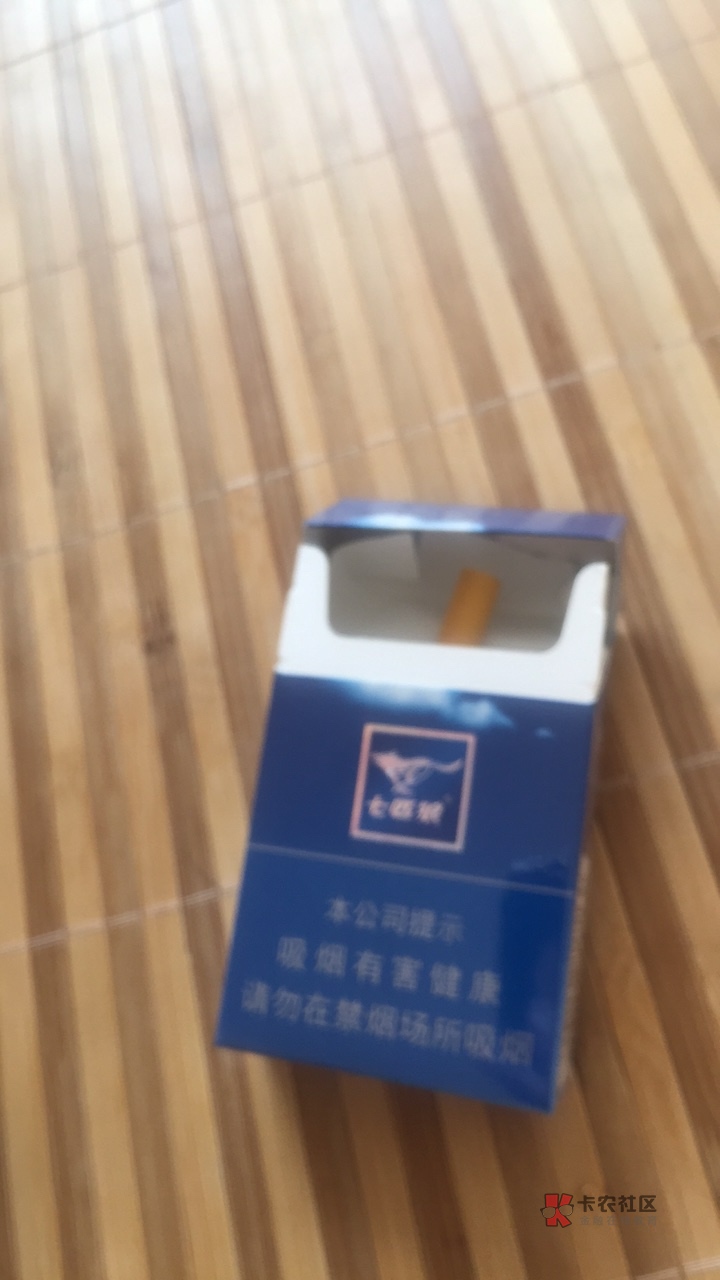 七匹狼
本公司提示
吸烟有害健康
请勿在禁烟场所吸烟
卡农社区